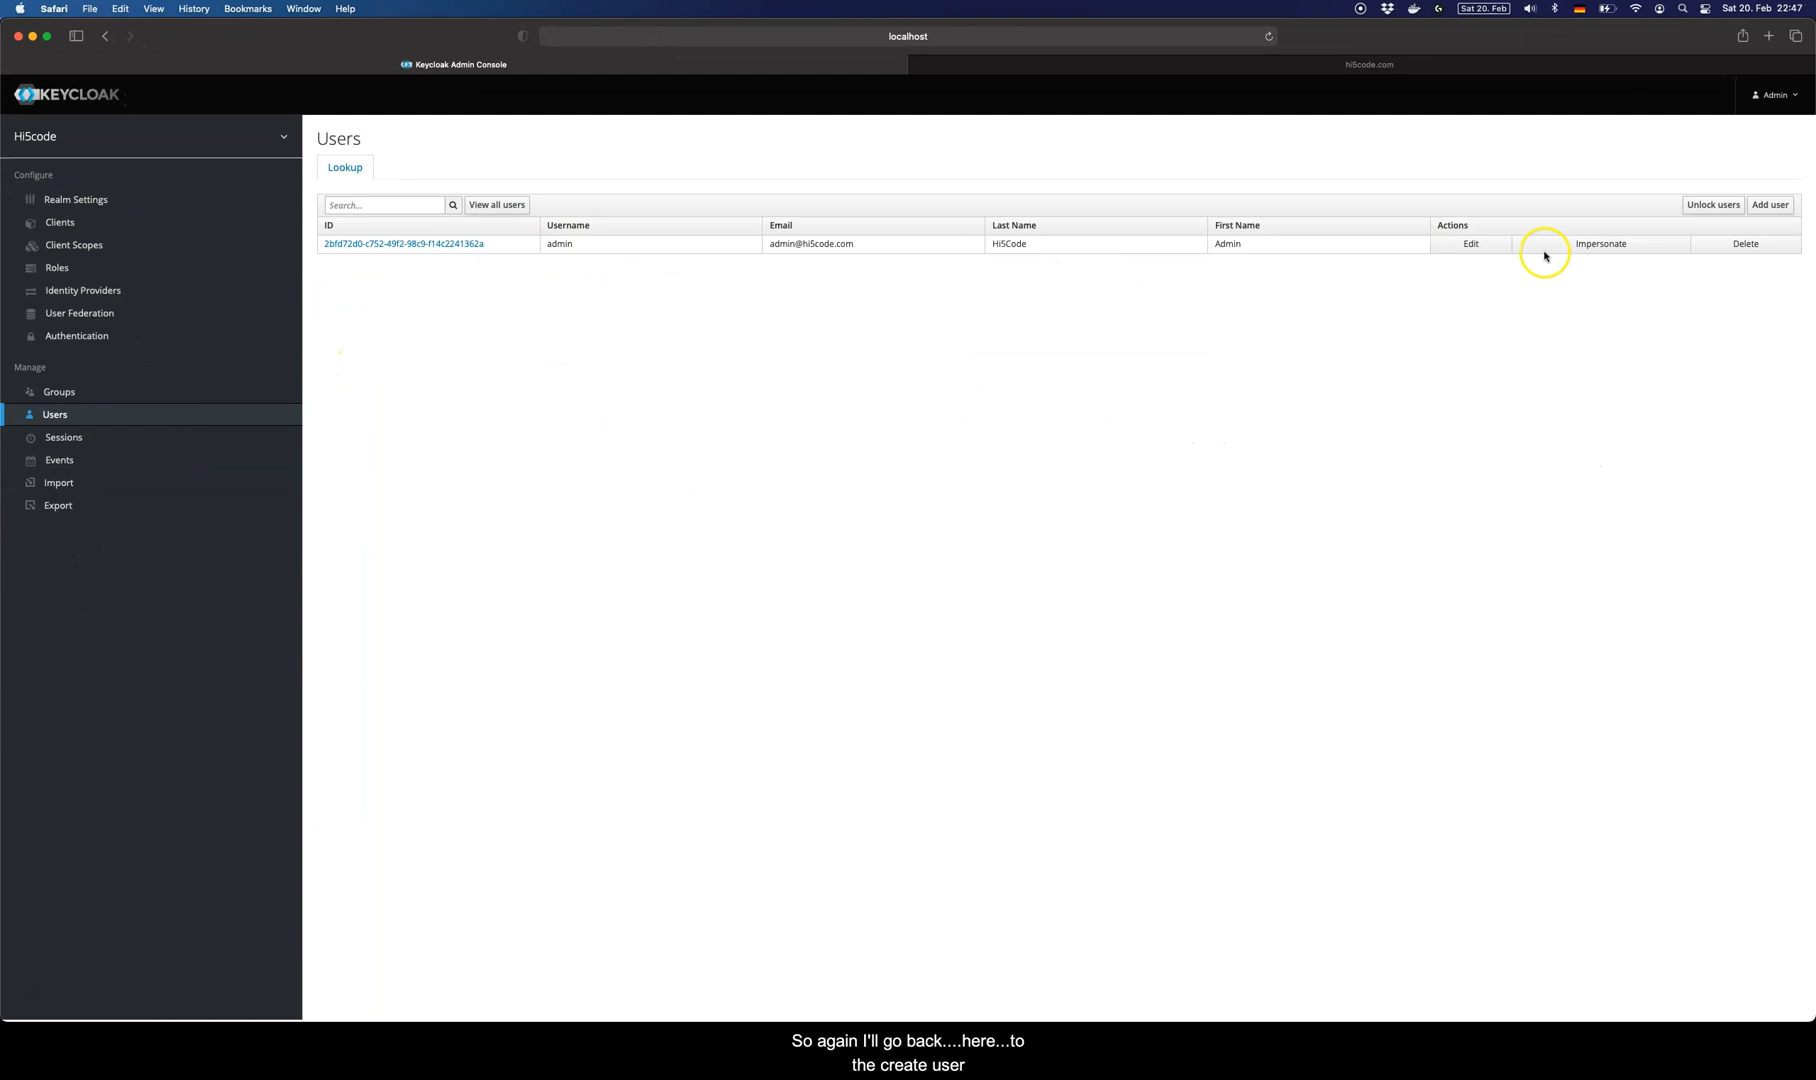 Safari File Edit View History Bookmarks Window Help Sat 20. Feb Sat 20. Feb 22:47
localhost
Keycloak Admin Console hi5code.com
KEYCLOAK Admin
Hi5code
Configure
Realm Settings
Clients
Client Scopes
Roles
Identity Providers
User Federation
Authentication
Manage
Groups
Users
Sessions
Events
Import
Export
Users
Lookup
Search... View all users Unlock users Add user
ID Username Email Last Name First Name Actions
2bfd72d0-c752-49f2-98c9-f14c2241362a admin admin@hi5code.com Hi5Code Admin Edit Impersonate Delete
So again I'll go back....here...to
the create user